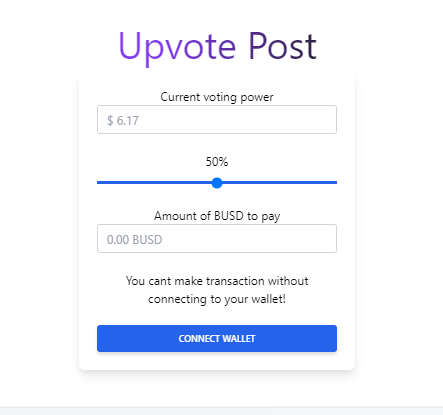 Upvote Post
Current voting power
$ 6.17
50%
Amount of BUSD to pay
0.00 BUSD
You cant make transaction without
connecting to your wallet!
CONNECT WALLET